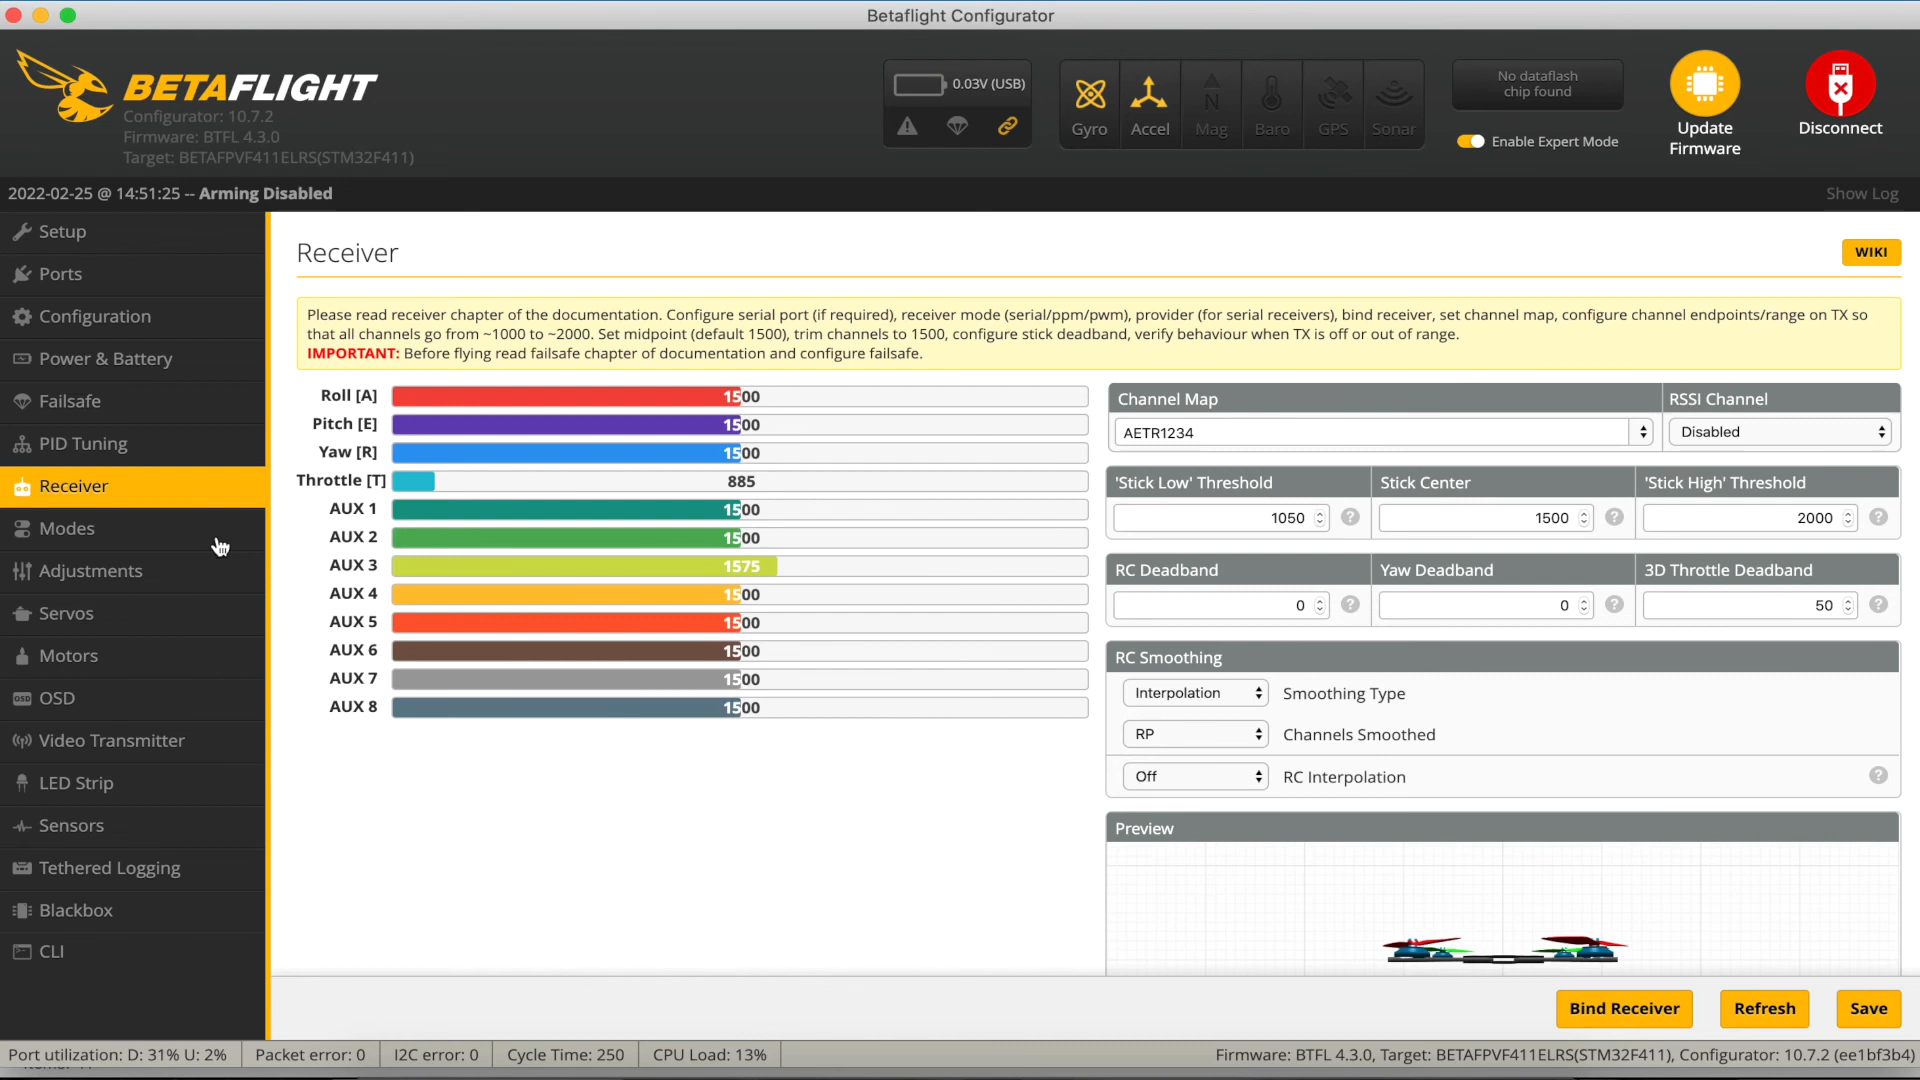 Betaflight Configurator
BETAFLIGHT
Configurator: 10.7.2
Firmware: BTFL 4.3.0
Target: BETAFPVF411ELRS(STM32F411)
0.03V (USB)
Gyro
Accel
N
Mag
Baro
GPS
Sonar
No dataflash
chip found
Enable Expert Mode
Update
Firmware
Disconnect
2022-02-25 @ 14:51:25 -- Arming Disabled
Show Log
Setup
Ports
Configuration
Power & Battery
Failsafe
PID Tuning
Receiver
Modes
Adjustments
Servos
Motors
OSD OSD
Video Transmitter
LED Strip
Sensors
Tethered Logging
Blackbox
CLI
Receiver
WIKI
Please read receiver chapter of the documentation. Configure serial port (if required), receiver mode (serial/ppm/pwm), provider (for serial receivers), bind receiver, set channel map, configure channel endpoints/range on TX so
that all channels go from ~1000 to ~2000. Set midpoint (default 1500), trim channels to 1500, configure stick deadband, verify behaviour when TX is off or out of range.
IMPORTANT: Before flying read failsafe chapter of documentation and configure failsafe.
Roll [A] 1500
Pitch [E] 1500
Yaw [R] 1500
Throttle [T] 885
AUX 1 1500
AUX 2 1500
AUX 3 1575
AUX 4 1500
AUX 5 1500
AUX 6 1500
AUX 7 1500
AUX 8 1500
Channel Map
RSSI Channel
AETR1234
Disabled
'Stick Low' Threshold
Stick Center
'Stick High' Threshold
1050 ?
1500 ?
2000 ?
RC Deadband
Yaw Deadband
3D Throttle Deadband
0 ?
0 ?
50 ?
RC Smoothing
Interpolation Smoothing Type
RP Channels Smoothed
Off RC Interpolation ?
Preview
Bind Receiver
Refresh
Save
Port utilization: D: 31% U: 2%
Packet error: 0
I2C error: 0
Cycle Time: 250
CPU Load: 13%
Firmware: BTFL 4.3.0, Target: BETAFPVF411ELRS(STM32F411), Configurator: 10.7.2 (ee1bf3b4)